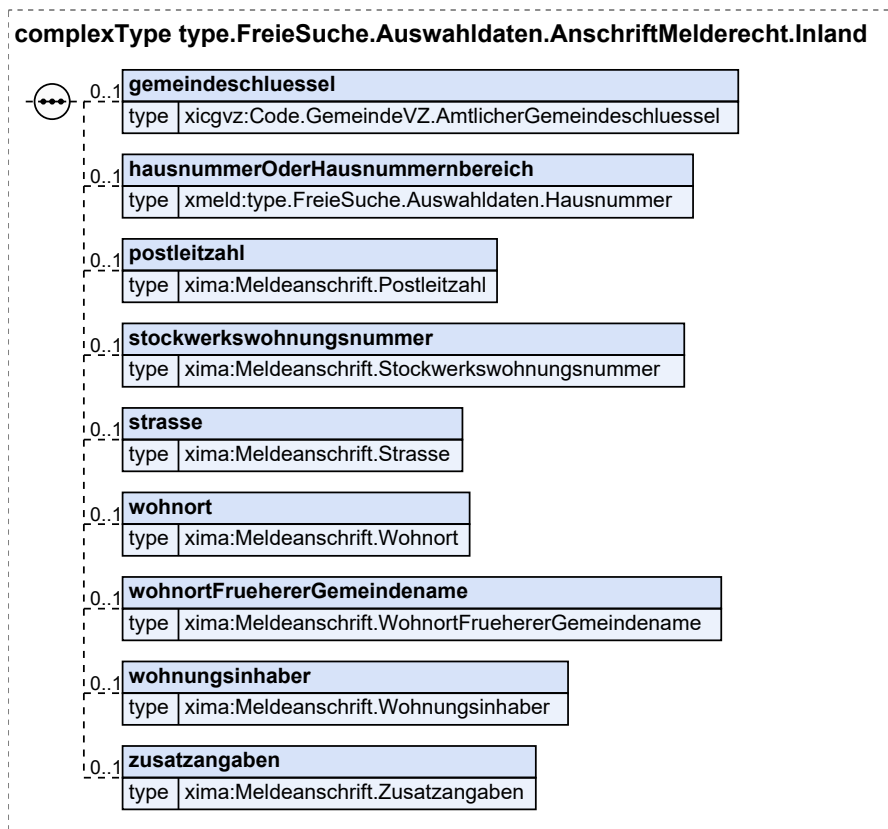 complexType type.FreieSuche.Auswahldaten.AnschriftMelderecht.Inland
0..1 gemeindeschluessel
type xicgvz:Code.GemeindeVZ.AmtlicherGemeindeschluessel
0..1 hausnummerOderHausnummernbereich
type xmeld:type.FreieSuche.Auswahldaten.Hausnummer
0..1 postleitzahl
type xima:Meldeanschrift.Postleitzahl
0..1 stockwerkswohnungsnummer
type xima:Meldeanschrift.Stockwerkswohnungsnummer
0..1 strasse
type xima:Meldeanschrift.Strasse
0..1 wohnort
type xima:Meldeanschrift.Wohnort
0..1 wohnortFruehererGemeindename
type xima:Meldeanschrift.WohnortFruehererGemeindename
0..1 wohnungsinhaber
type xima:Meldeanschrift.Wohnungsinhaber
0..1 zusatzangaben
type xima:Meldeanschrift.Zusatzangaben